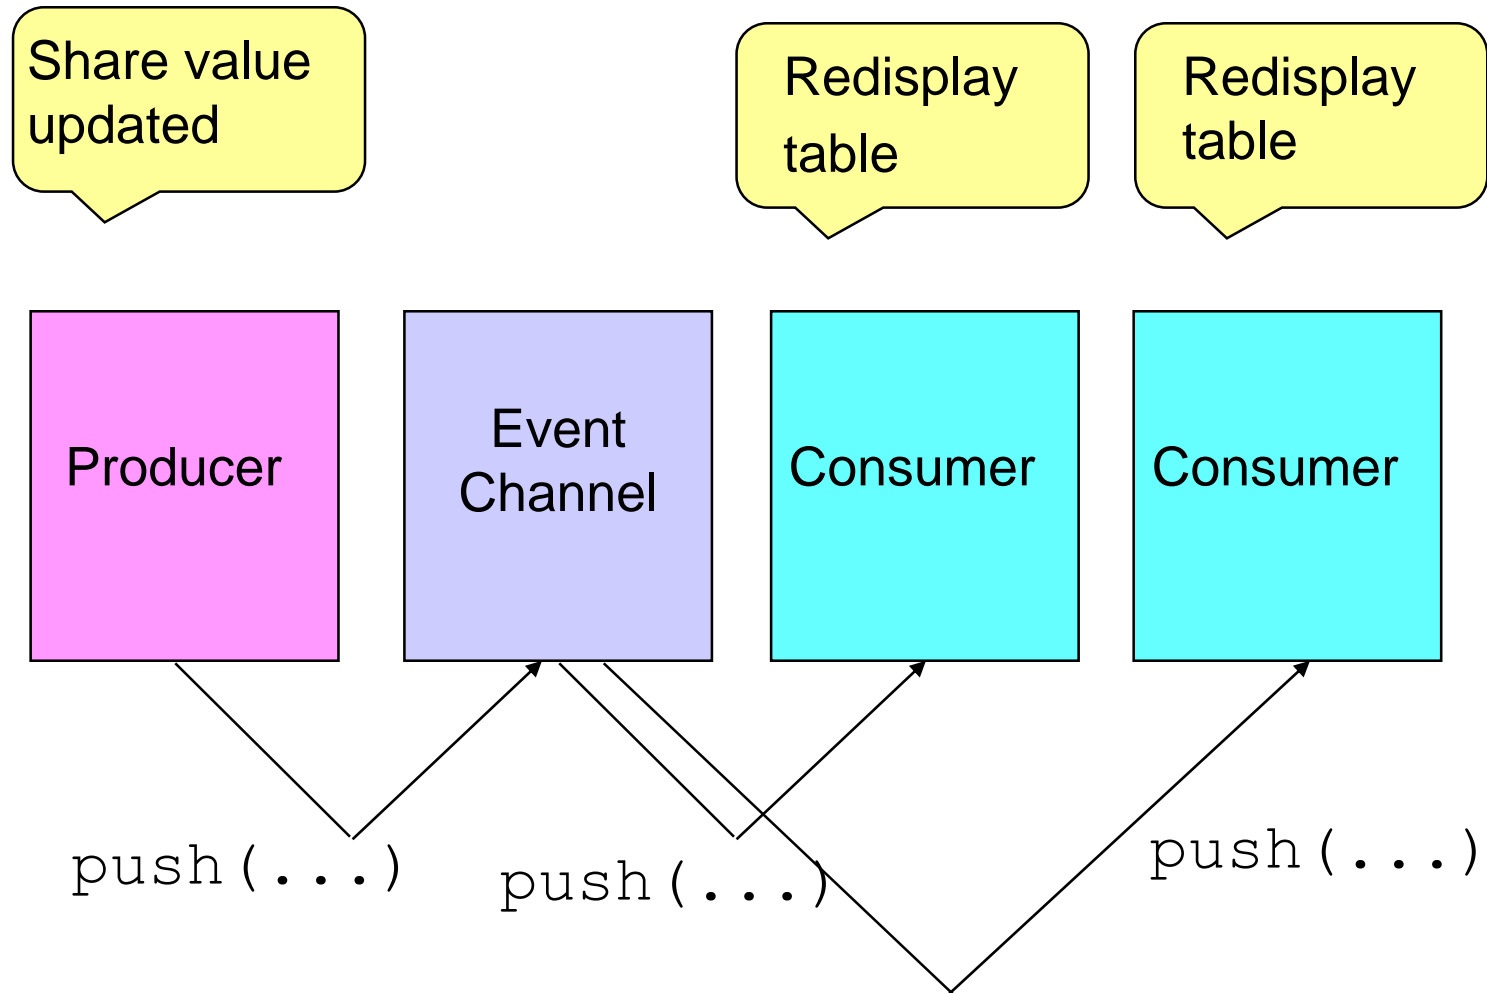 Share value
updated
Redisplay
table
Redisplay
table
Producer
Event
Channel
Consumer
Consumer
push(...)
push(...)
push(...)